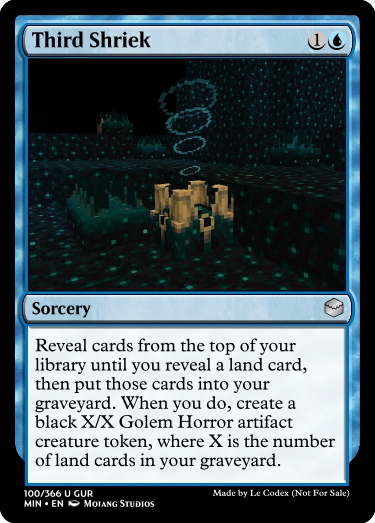 Third Shriek 1
Sorcery
Reveal cards from the top of your
library until you reveal a land card,
then put those cards into your
graveyard. When you do, create a
black X/X Golem Horror artifact
creature token, where X is the number
of land cards in your graveyard.
100/366 U GUR Made by Le Codex (Not For Sale)
MIN • EN Mojang Studios